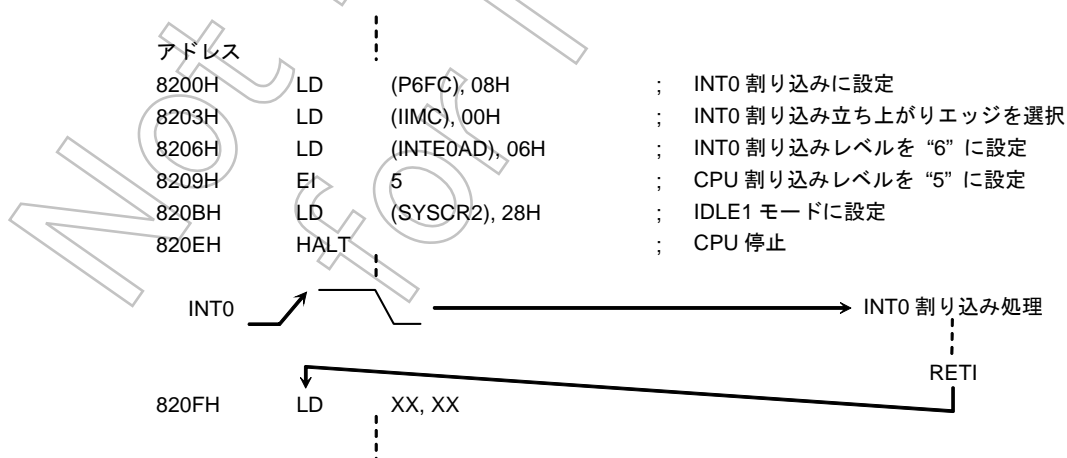 アドレス
8200H LD (P6FC), 08H ; INT0 割り込みに設定
8203H LD (IIMC), 00H ; INT0 割り込み立ち上がりエッジを選択
8206H LD (INTE0AD), 06H ; INT0 割り込みレベルを “6” に設定
8209H EI 5 ; CPU 割り込みレベルを “5” に設定
820BH LD (SYSCR2), 28H ; IDLE1 モードに設定
820EH HALT ; CPU 停止
INT0 INT0 割り込み処理
RETI
820FH LD XX, XX
Not
for